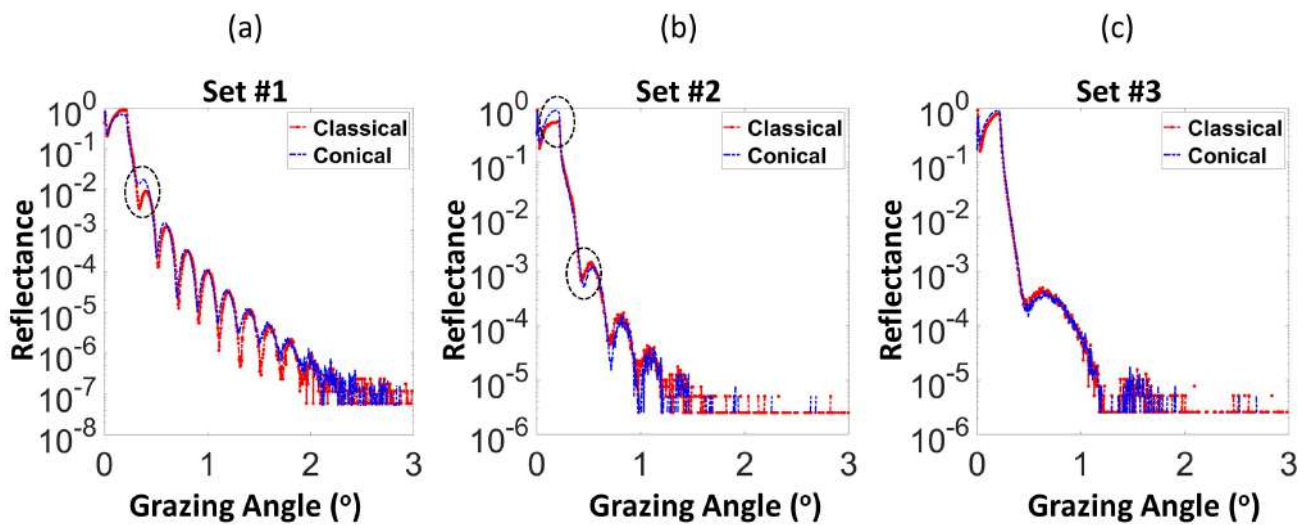 (a)
(b)
(c)
Set #1
Set #2
Set #3
Reflectance
10^0
10^-1
10^-2
10^-3
10^-4
10^-5
10^-6
10^-7
10^-8
Classical
Conical
0 1 2 3
Grazing Angle (°)
Reflectance
10^0
10^-1
10^-2
10^-3
10^-4
10^-5
10^-6
Classical
Conical
0 1 2 3
Grazing Angle (°)
Reflectance
10^0
10^-1
10^-2
10^-3
10^-4
10^-5
10^-6
Classical
Conical
0 1 2 3
Grazing Angle (°)